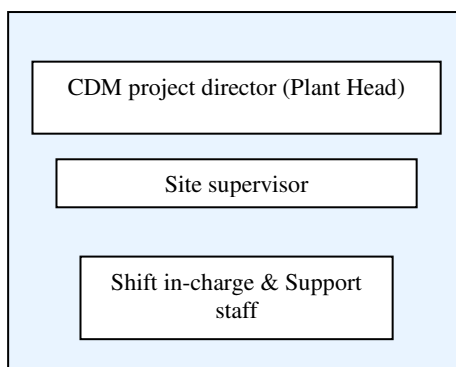 CDM project director (Plant Head)
Site supervisor
Shift in-charge & Support
staff